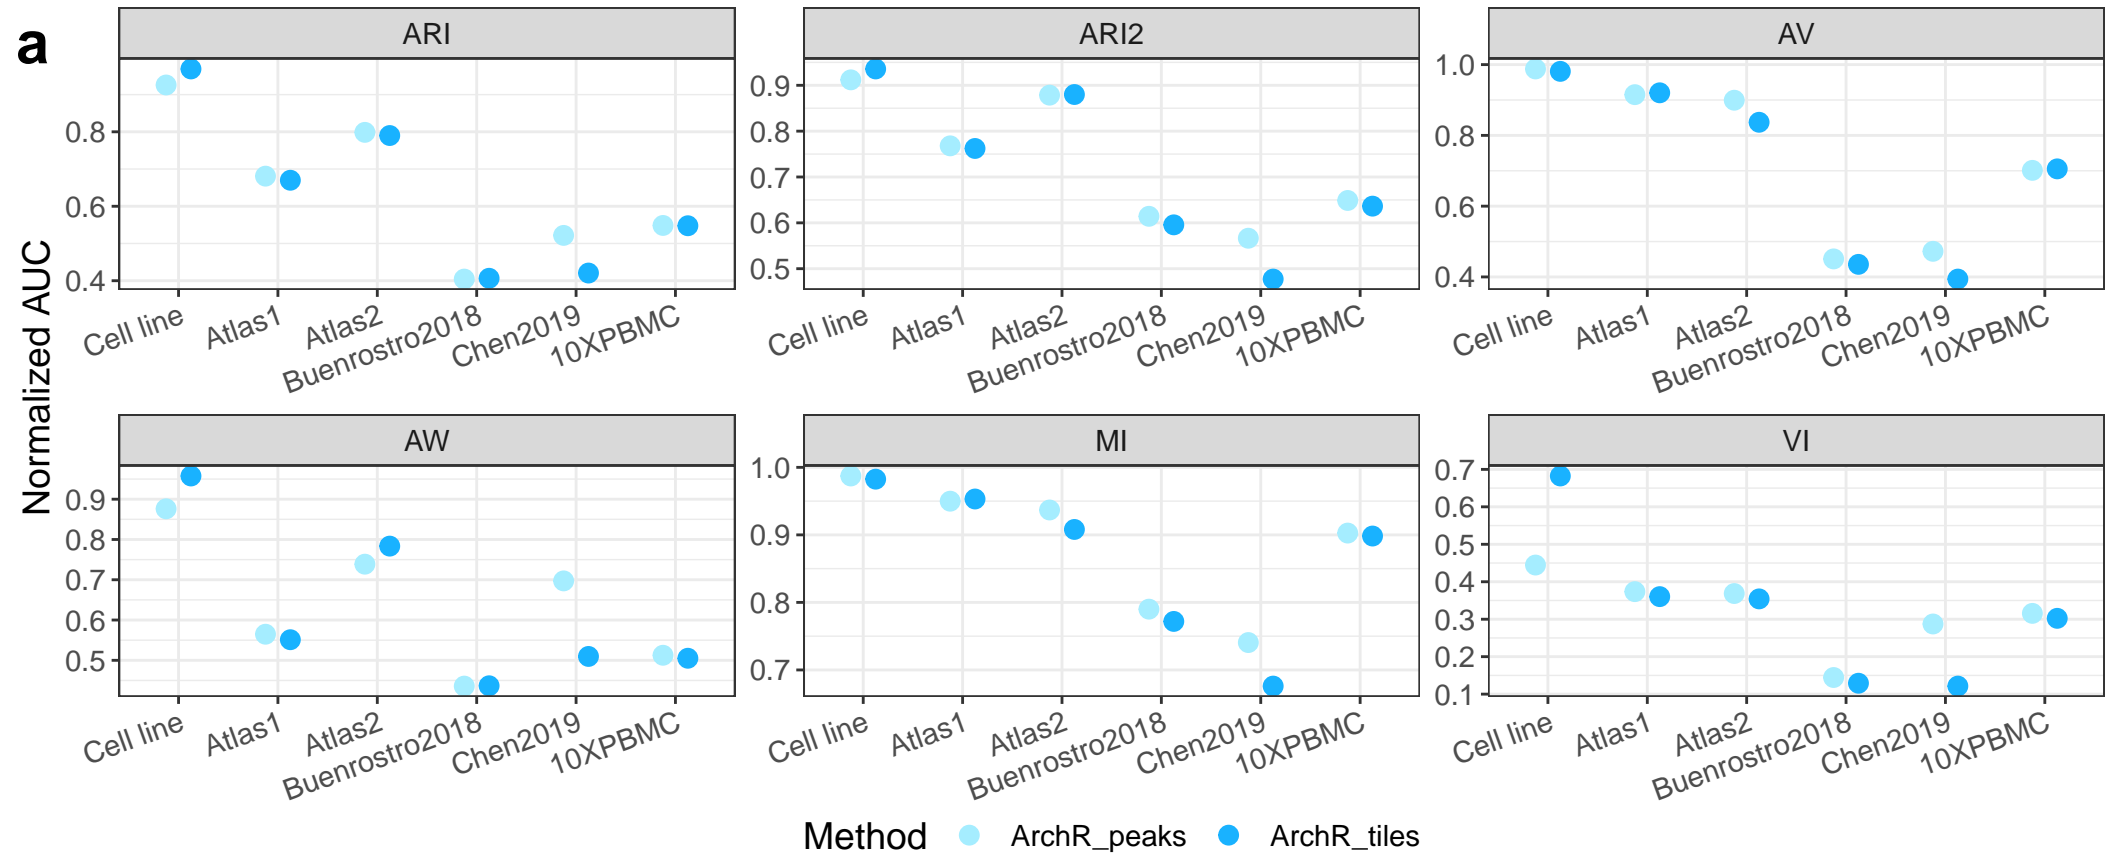 a
ARI
ARI2
AV
Normalized AUC
0.8
0.6
0.4
0.9
0.8
0.7
0.6
0.5
1.0
0.8
0.6
0.4
Cell line
Atlas1
Atlas2
Buenrostro2018
Chen2019
10XPBMC
Cell line
Atlas1
Atlas2
Buenrostro2018
Chen2019
10XPBMC
Cell line
Atlas1
Atlas2
Buenrostro2018
Chen2019
10XPBMC
AW
MI
VI
0.9
0.8
0.7
0.6
0.5
1.0
0.9
0.8
0.7
0.7
0.6
0.5
0.4
0.3
0.2
0.1
Cell line
Atlas1
Atlas2
Buenrostro2018
Chen2019
10XPBMC
Cell line
Atlas1
Atlas2
Buenrostro2018
Chen2019
10XPBMC
Cell line
Atlas1
Atlas2
Buenrostro2018
Chen2019
10XPBMC
Method ArchR_peaks ArchR_tiles